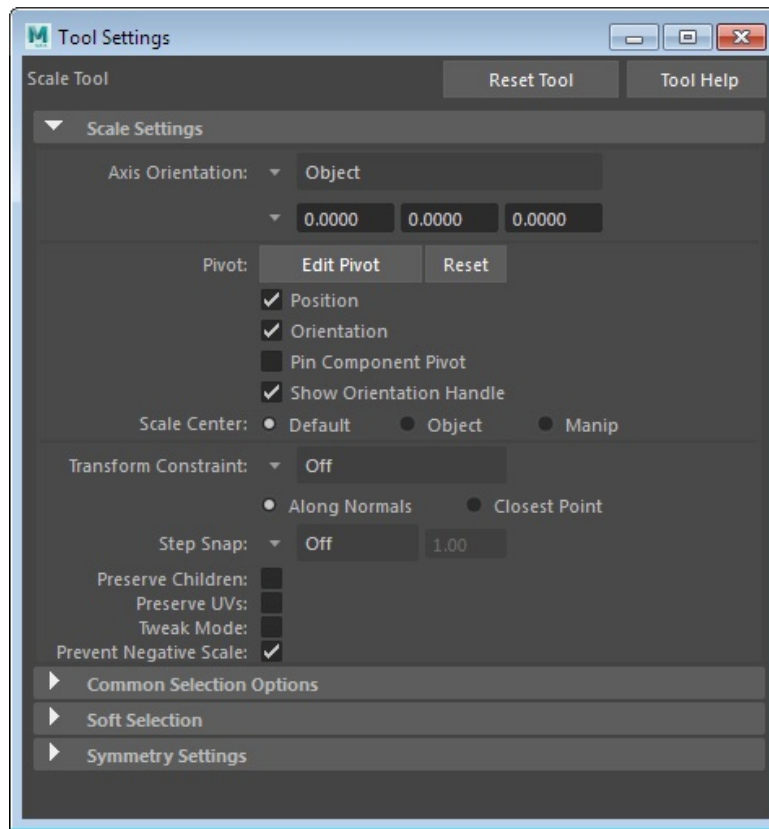 Tool Settings
Scale Tool Reset Tool Tool Help
Scale Settings
Axis Orientation: Object
0.0000 0.0000 0.0000
Pivot: Edit Pivot Reset
Position
Orientation
Pin Component Pivot
Show Orientation Handle
Scale Center: Default Object Manip
Transform Constraint: Off
Along Normals Closest Point
Step Snap: Off 1.00
Preserve Children:
Preserve UVs:
Tweak Mode:
Prevent Negative Scale:
Common Selection Options
Soft Selection
Symmetry Settings